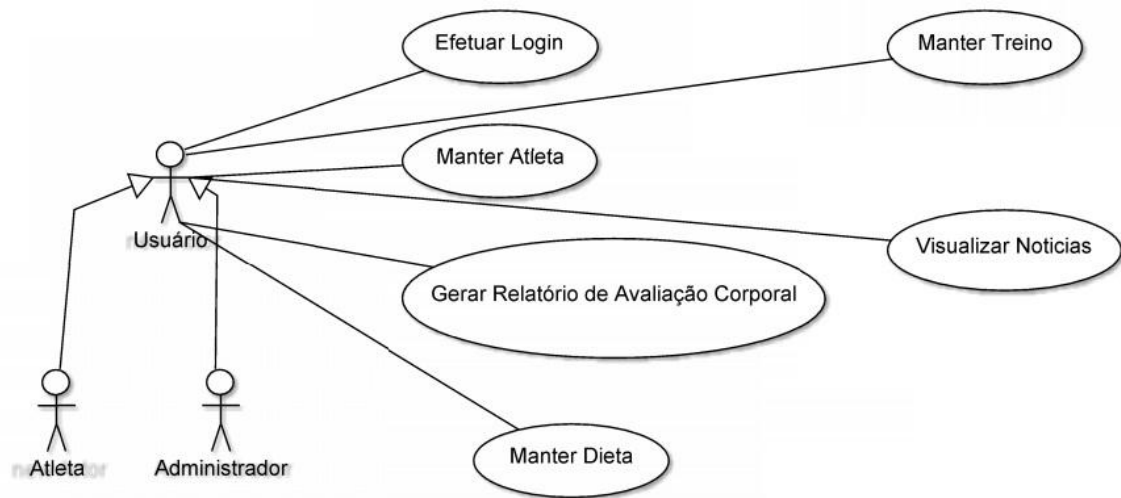 Efetuar Login
Manter Treino
Manter Atleta
Usuário
Visualizar Noticias
Gerar Relatório de Avaliação Corporal
Atleta
Administrador
Manter Dieta